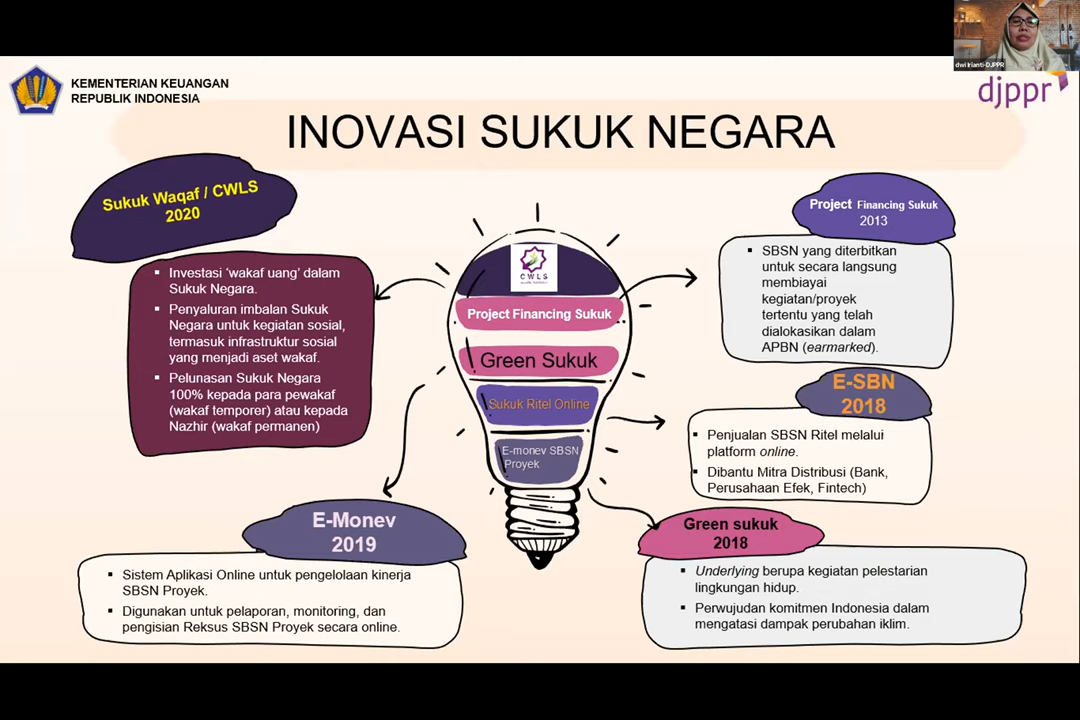 dwi irianti-DJPPR
KEMENTERIAN KEUANGAN
REPUBLIK INDONESIA
djppr
INOVASI SUKUK NEGARA
Sukuk Waqaf / CWLS
2020
▪ Investasi ‘wakaf uang’ dalam
Sukuk Negara.
▪ Penyaluran imbalan Sukuk
Negara untuk kegiatan sosial,
termasuk infrastruktur sosial
yang menjadi aset wakaf.
▪ Pelunasan Sukuk Negara
100% kepada para pewakaf
(wakaf temporer) atau kepada
Nazhir (wakaf permanen)
E-Monev
2019
▪ Sistem Aplikasi Online untuk pengelolaan kinerja
SBSN Proyek.
▪ Digunakan untuk pelaporan, monitoring, dan
pengisian Reksus SBSN Proyek secara online.
CWLS
Project Financing Sukuk
Green Sukuk
Sukuk Ritel Online
E-monev SBSN
Proyek
Project Financing Sukuk
2013
▪ SBSN yang diterbitkan
untuk secara langsung
membiayai
kegiatan/proyek
tertentu yang telah
dialokasikan dalam
APBN (earmarked).
E-SBN
2018
▪ Penjualan SBSN Ritel melalui
platform online.
▪ Dibantu Mitra Distribusi (Bank,
Perusahaan Efek, Fintech)
Green sukuk
2018
▪ Underlying berupa kegiatan pelestarian
lingkungan hidup.
▪ Perwujudan komitmen Indonesia dalam
mengatasi dampak perubahan iklim.